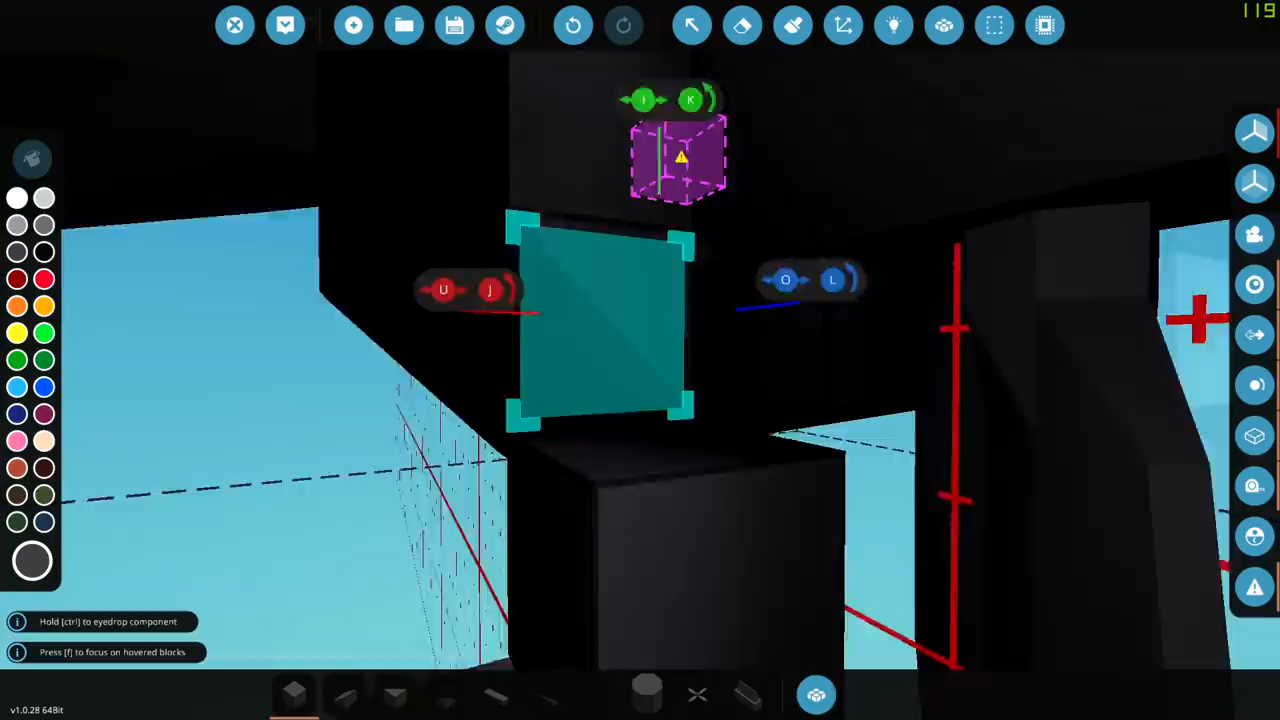 119
I K
U J
O L
Hold [ctrl] to eyedrop component
Press [f] to focus on hovered blocks
v1.0.28 64Bit